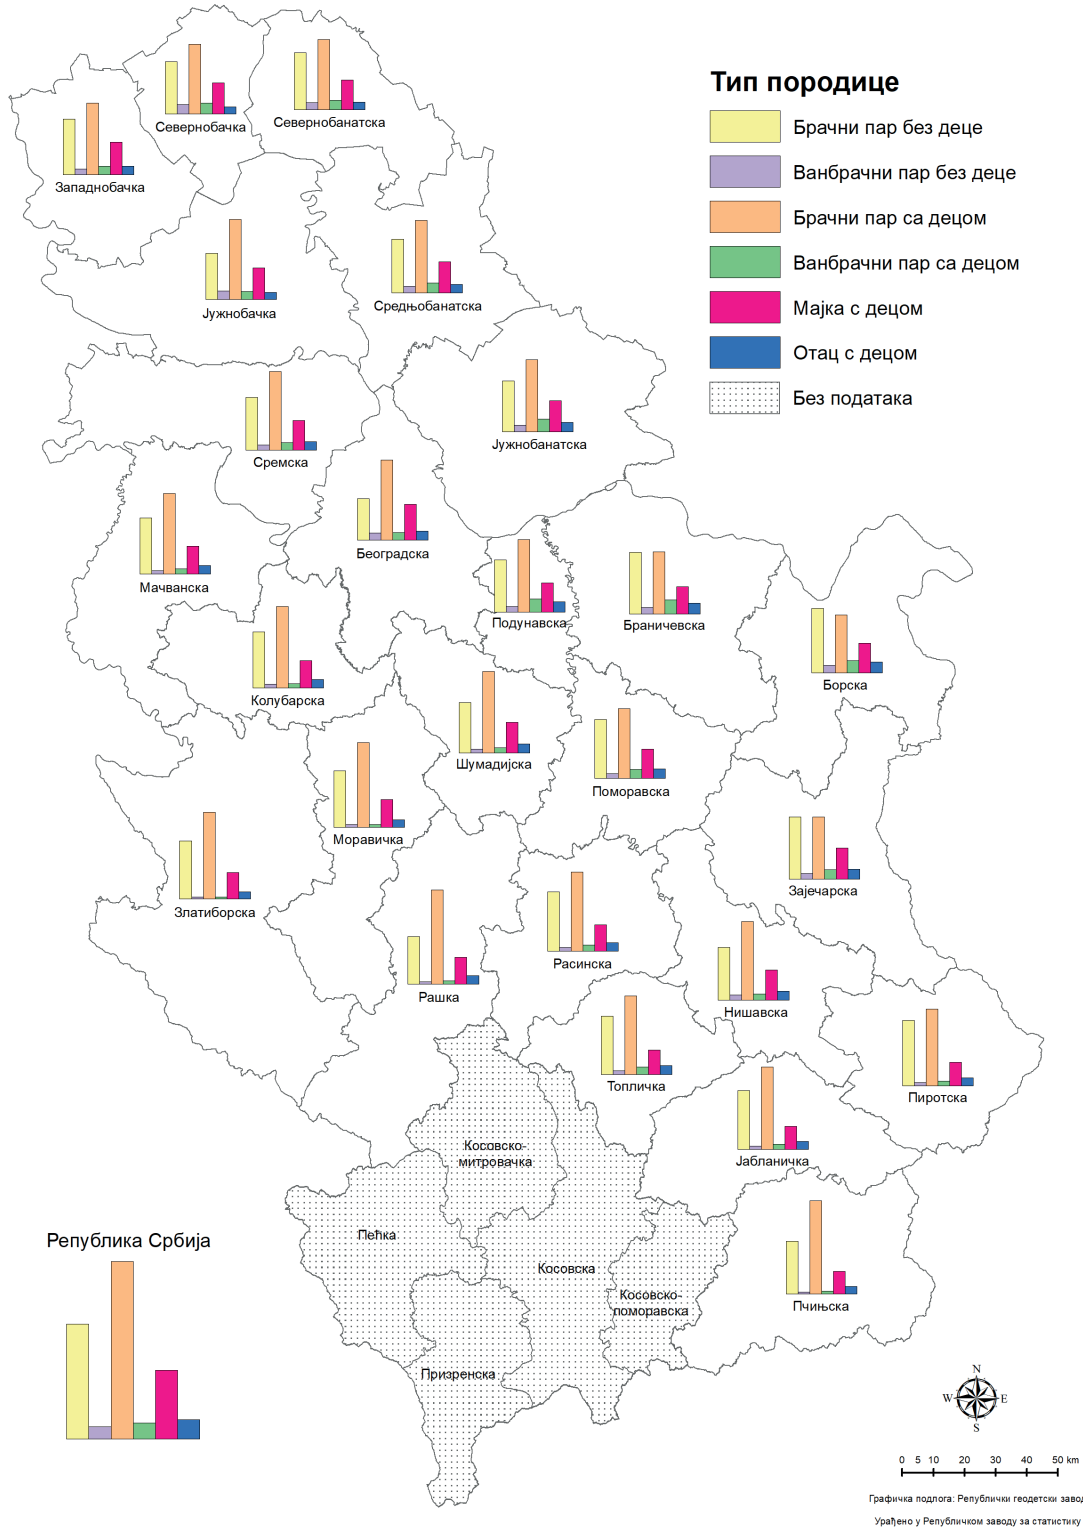 Тип породице
Брачни пар без деце
Ванбрачни пар без деце
Брачни пар са децом
Ванбрачни пар са децом
Мајка с децом
Отац с децом
Без података
Севернобачка
Севернобанатска
Западнобачка
Јужнобачка
Средњобанатска
Јужнобанатска
Сремска
Београдска
Мачванска
Подунавска
Браничевска
Борска
Колубарска
Шумадијска
Поморавска
Моравичка
Златиборска
Зајечарска
Рашка
Расинска
Нишавска
Топличка
Пиротска
Јабланичка
Косовско-
митровачка
Пећка
Косовска
Косовско-
поморавска
Пчињска
Призренска
Република Србија
N
W
E
S
0 5 10 20 30 40 50 km
Графичка подлога: Републички геодетски завод
Урађено у Републичком заводу за статистику